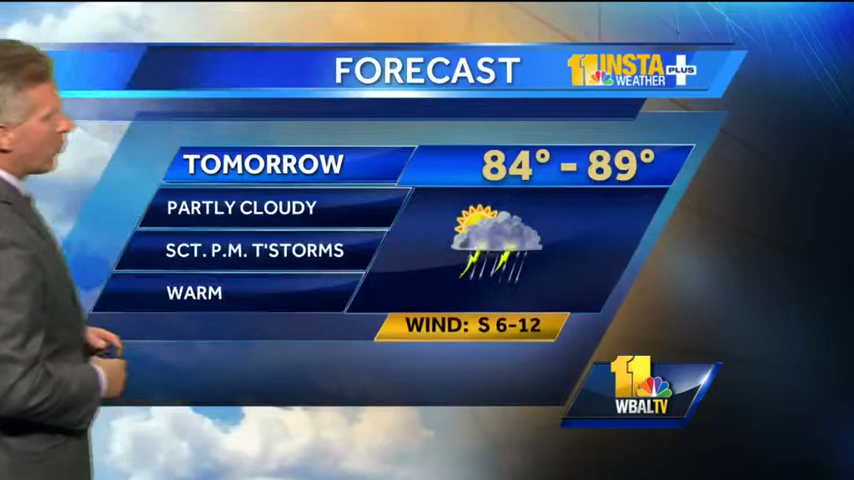 FORECAST
11 INSTA
WEATHER PLUS
TOMORROW
84° - 89°
PARTLY CLOUDY
SCT. P.M. T'STORMS
WARM
WIND: S 6-12
11
WBALTV